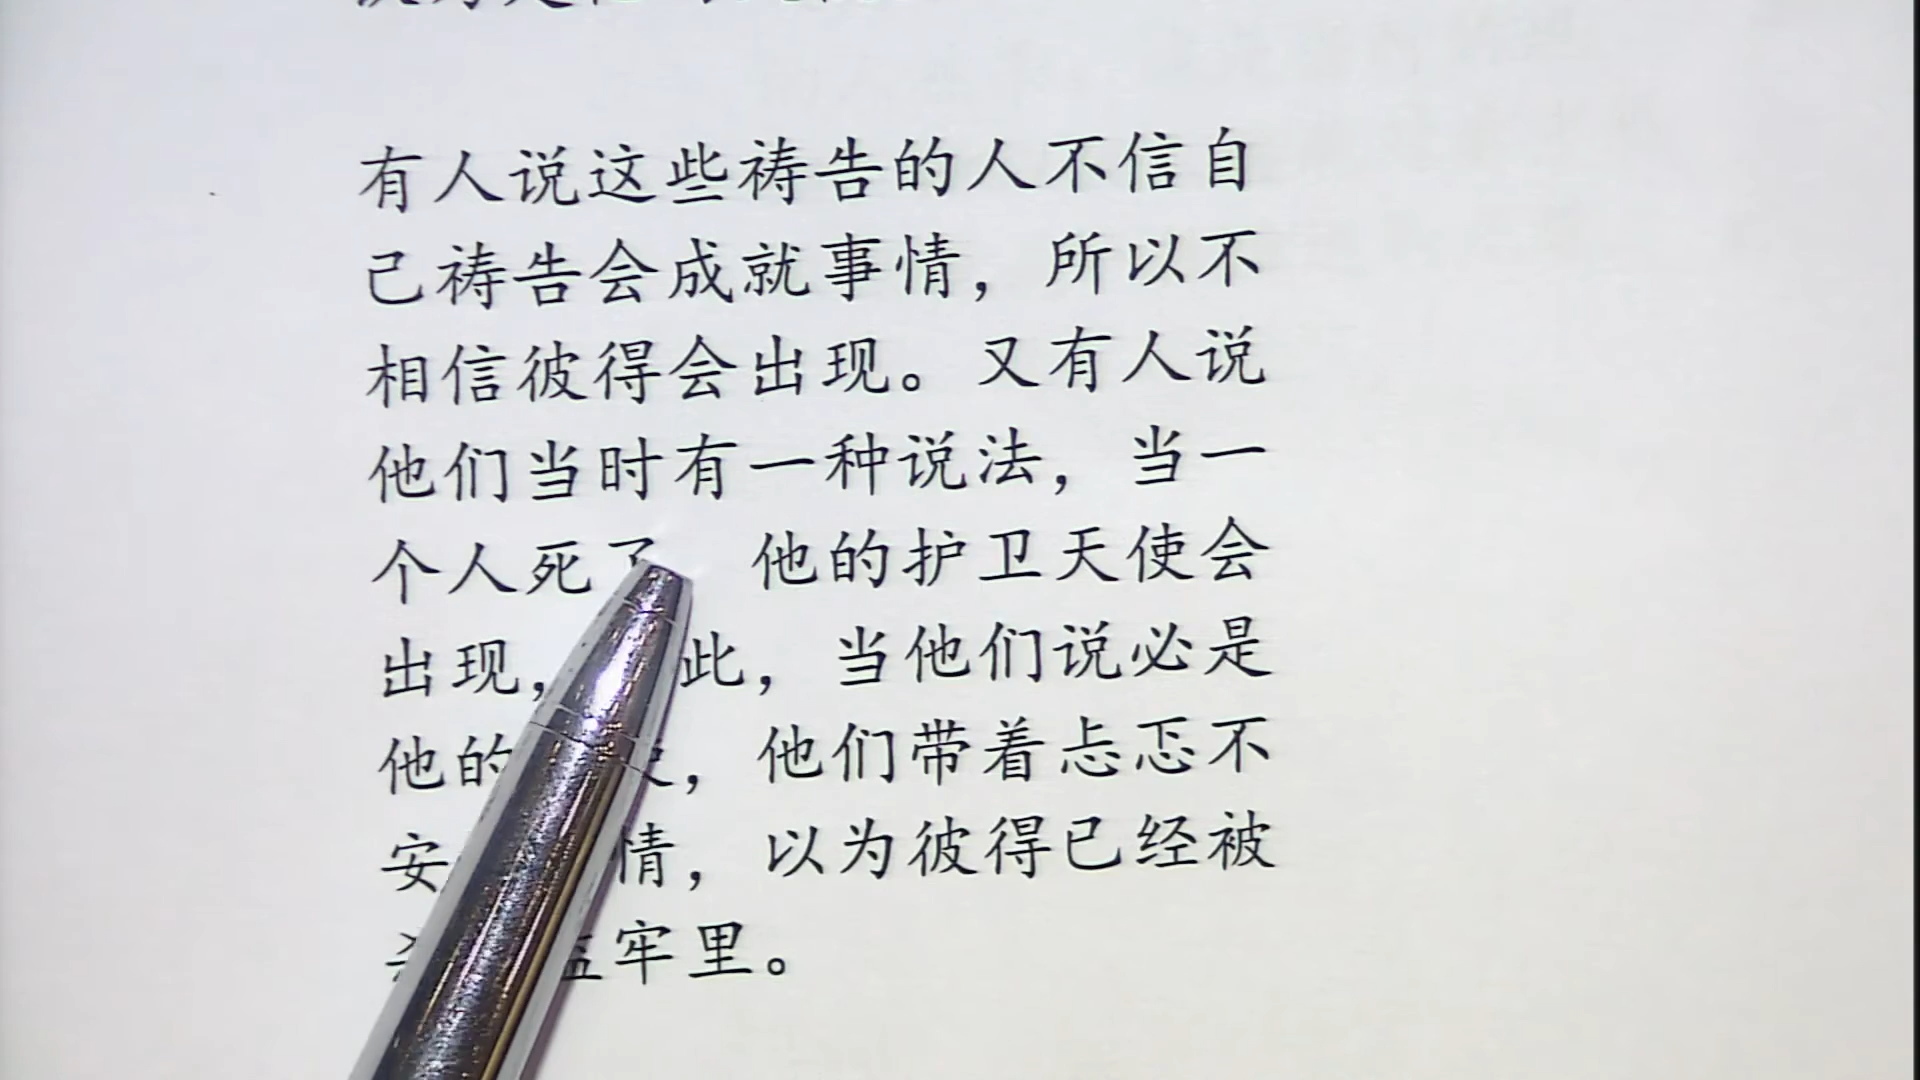 有人说这些祷告的人不信自
己祷告会成就事情，所以不
相信彼得会出现。又有人说
他们当时有一种说法，当一
个人死了 他的护卫天使会
出现， 此，当他们说必是
他的 ，他们带着忐忑不
安 情，以为彼得已经被
监牢里。